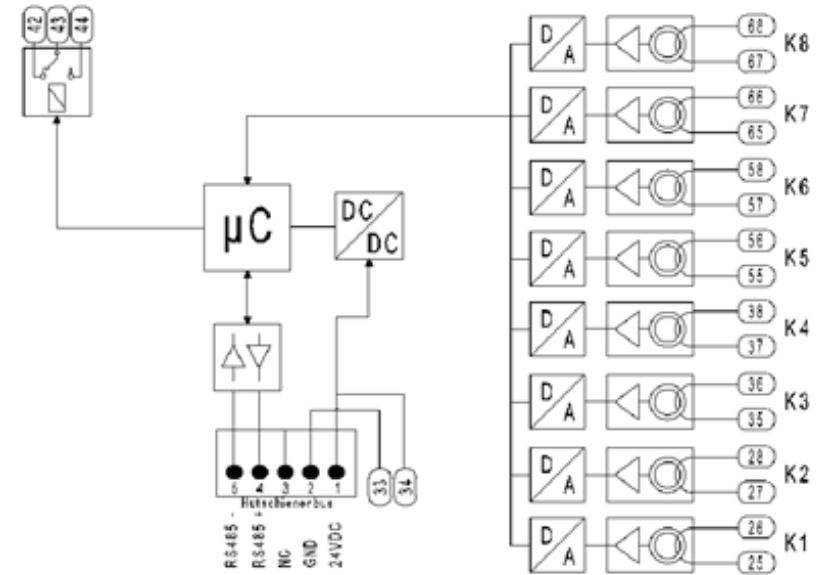 42 43 44
D A 68 67 K8
D A 66 65 K7
D A 58 57 K6
µC DC DC
D A 56 55 K5
D A 38 37 K4
D A 36 35 K3
D A 28 27 K2
33 34
5 4 3 2 1
Hutschienerbus
D A 26 25 K1
RS485 -
RS485 +
NC
GND
24VDC